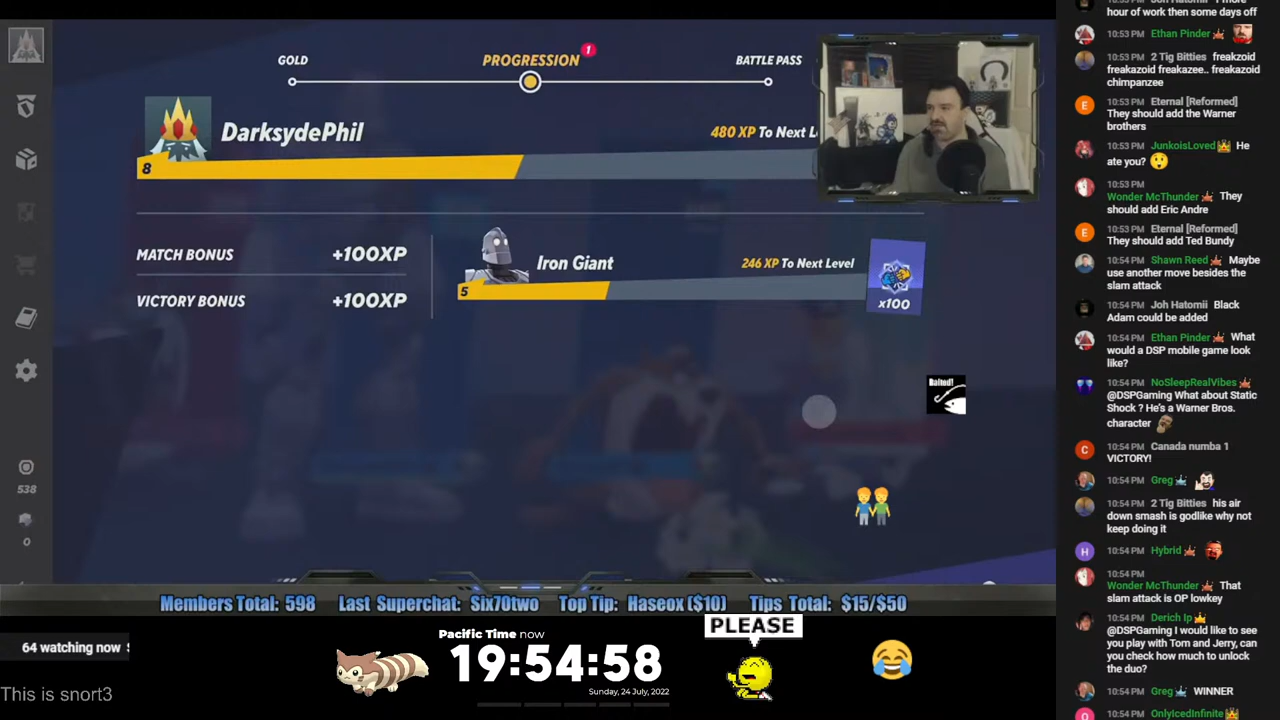 GOLD
PROGRESSION
1
BATTLE PASS
DarksydePhil
480 XP To Next L
8
MATCH BONUS
+100XP
VICTORY BONUS
+100XP
Iron Giant
246 XP To Next Level
5
x100
Baited!
538
0
Members Total: 598
Last Superchat: Six70two
Top Tip: Haseox ($10)
Tips Total: $15/$50
64 watching now
Pacific Time now
19:54:58
Sunday, 24 July, 2022
PLEASE
This is snort3
hour of work then some days off
10:53 PM Ethan Pinder
10:53 PM 2 Tig Bitties freakzoid
freakazoid freakazee.. freakazoid
chimpanzee
10:53 PM Eternal [Reformed]
They should add the Warner
brothers
10:53 PM JunkoisLoved He
ate you?
10:53 PM
Wonder McThunder They
should add Eric Andre
10:53 PM Eternal [Reformed]
They should add Ted Bundy
10:54 PM Shawn Reed Maybe
use another move besides the
slam attack
10:54 PM Joh Hatomii Black
Adam could be added
10:54 PM Ethan Pinder What
would a DSP mobile game look
like?
10:54 PM NoSleepRealVibes
@DSPGaming What about Static
Shock ? He's a Warner Bros.
character
10:54 PM Canada numba 1
VICTORY!
10:54 PM Greg
10:54 PM 2 Tig Bitties his air
down smash is godlike why not
keep doing it
10:54 PM Hybrid
10:54 PM
Wonder McThunder That
slam attack is OP lowkey
10:54 PM Derich Ip
@DSPGaming I would like to see
you play with Tom and Jerry, can
you check how much to unlock
the duo?
10:54 PM Greg WINNER
10:54 PM OnlyIcedInfinite